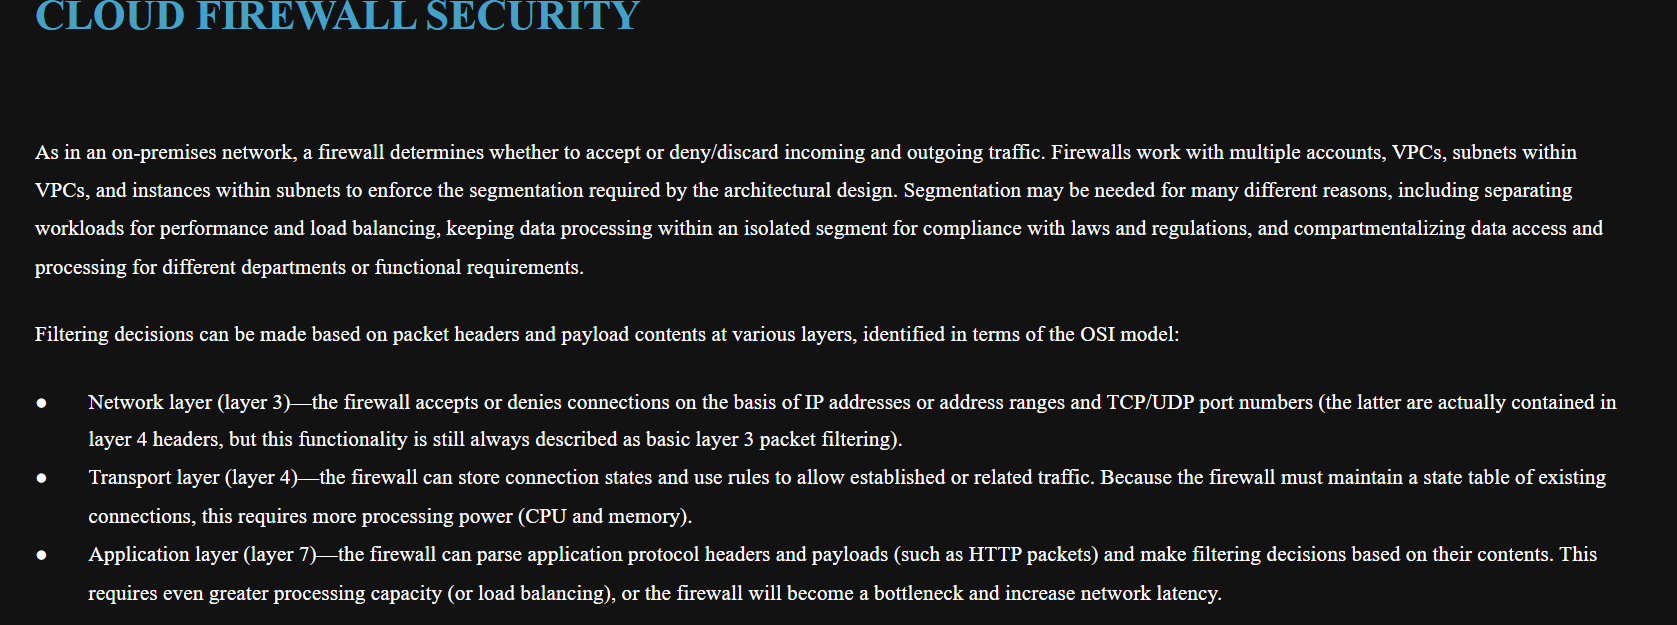 CLOUD FIREWALL SECURITY
As in an on-premises network, a firewall determines whether to accept or deny/discard incoming and outgoing traffic. Firewalls work with multiple accounts, VPCs, subnets within
VPCs, and instances within subnets to enforce the segmentation required by the architectural design. Segmentation may be needed for many different reasons, including separating
workloads for performance and load balancing, keeping data processing within an isolated segment for compliance with laws and regulations, and compartmentalizing data access and
processing for different departments or functional requirements.
Filtering decisions can be made based on packet headers and payload contents at various layers, identified in terms of the OSI model:
● Network layer (layer 3)—the firewall accepts or denies connections on the basis of IP addresses or address ranges and TCP/UDP port numbers (the latter are actually contained in
layer 4 headers, but this functionality is still always described as basic layer 3 packet filtering).
● Transport layer (layer 4)—the firewall can store connection states and use rules to allow established or related traffic. Because the firewall must maintain a state table of existing
connections, this requires more processing power (CPU and memory).
● Application layer (layer 7)—the firewall can parse application protocol headers and payloads (such as HTTP packets) and make filtering decisions based on their contents. This
requires even greater processing capacity (or load balancing), or the firewall will become a bottleneck and increase network latency.